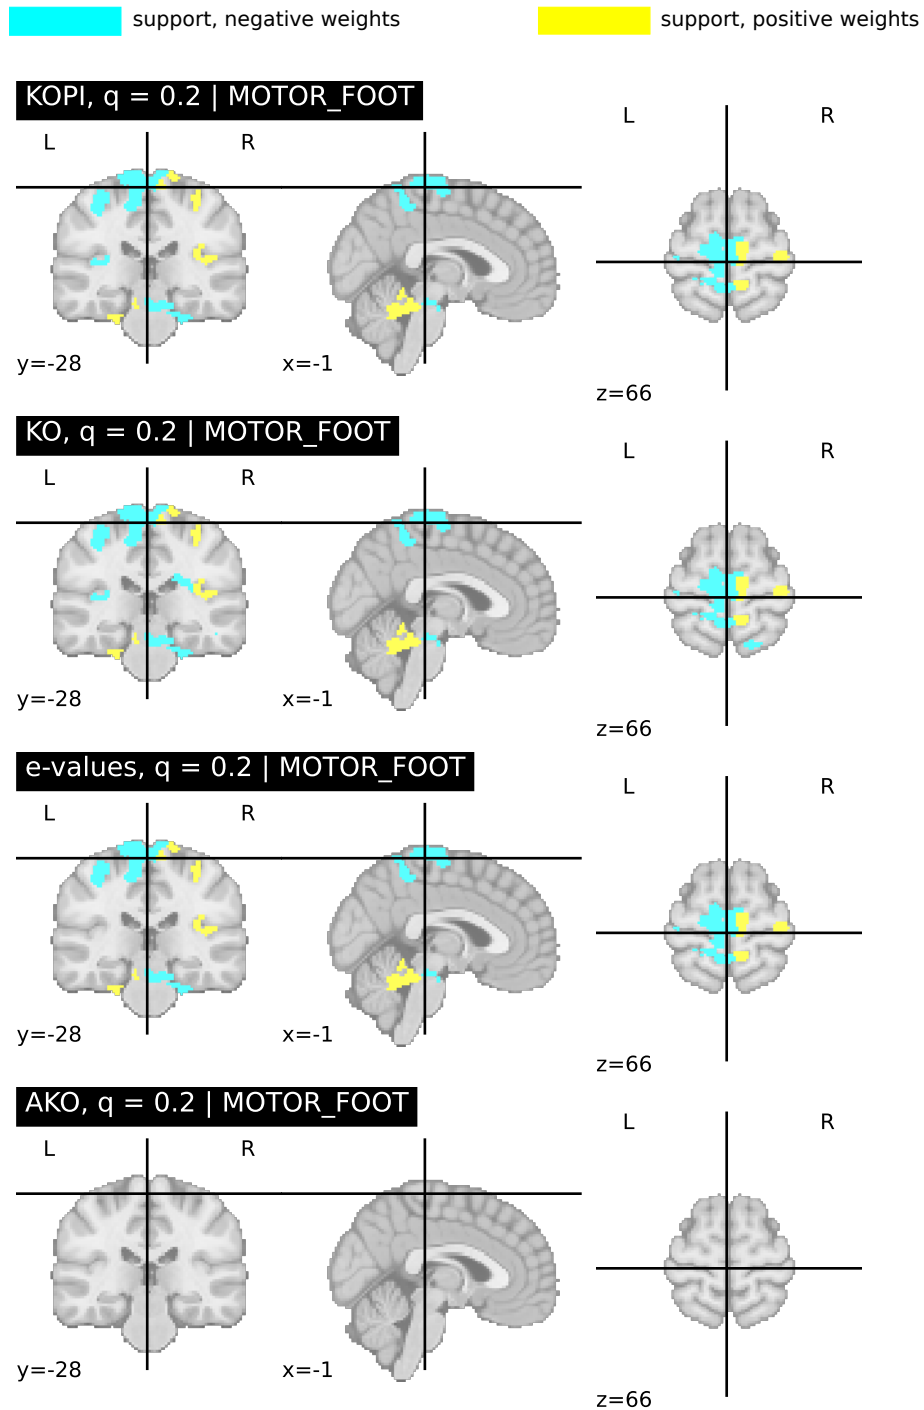 support, negative weights
support, positive weights
KOPI, q = 0.2 | MOTOR_FOOT
L R L R
y=-28 x=-1 z=66
KO, q = 0.2 | MOTOR_FOOT
L R L R
y=-28 x=-1 z=66
e-values, q = 0.2 | MOTOR_FOOT
L R L R
y=-28 x=-1 z=66
AKO, q = 0.2 | MOTOR_FOOT
L R L R
y=-28 x=-1 z=66